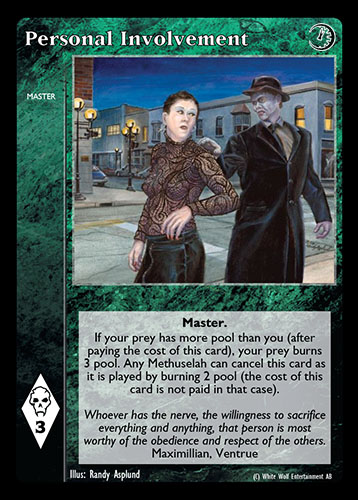 Personal Involvement
MASTER
Master.
If your prey has more pool than you (after
paying the cost of this card), your prey burns
3 pool. Any Methuselah can cancel this card as
it is played by burning 2 pool (the cost of this
card is not paid in that case).
Whoever has the nerve, the willingness to sacrifice
everything and anything, that person is most
worthy of the obedience and respect of the others.
Maximillian, Ventrue
3
Illus: Randy Asplund
(C) White Wolf Entertainment AB